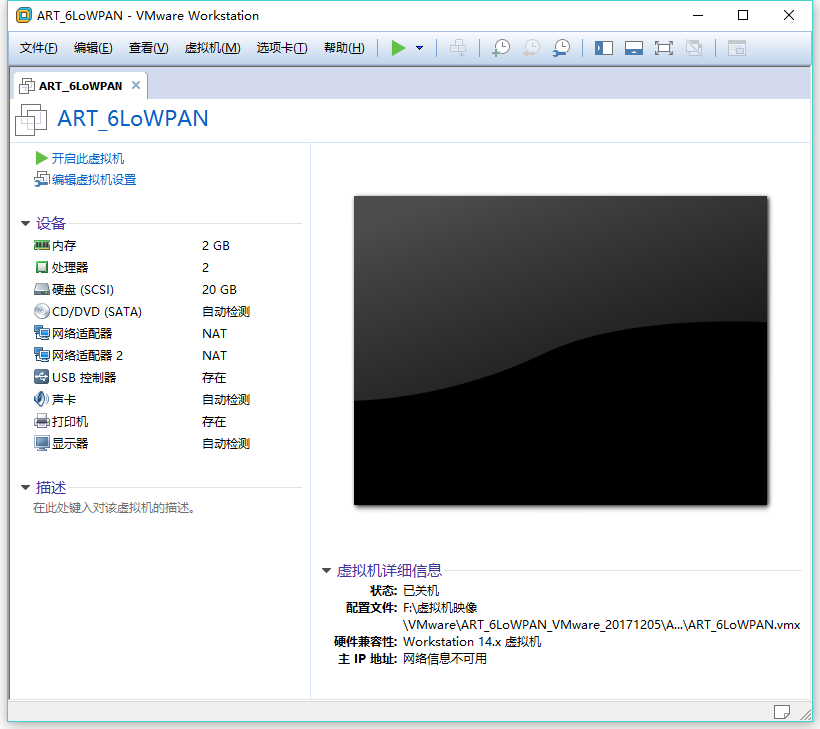 ART_6LoWPAN - VMware Workstation
文件(F) 编辑(E) 查看(V) 虚拟机(M) 选项卡(T) 帮助(H)
ART_6LoWPAN
ART_6LoWPAN
开启此虚拟机
编辑虚拟机设置
设备
内存 2 GB
处理器 2
硬盘 (SCSI) 20 GB
CD/DVD (SATA) 自动检测
网络适配器 NAT
网络适配器 2 NAT
USB 控制器 存在
声卡 自动检测
打印机 存在
显示器 自动检测
描述
在此处键入对该虚拟机的描述。
虚拟机详细信息
状态: 已关机
配置文件: F:\虚拟机映像
\VMware\ART_6LoWPAN_VMware_20171205\A...\ART_6LoWPAN.vmx
硬件兼容性: Workstation 14.x 虚拟机
主 IP 地址: 网络信息不可用